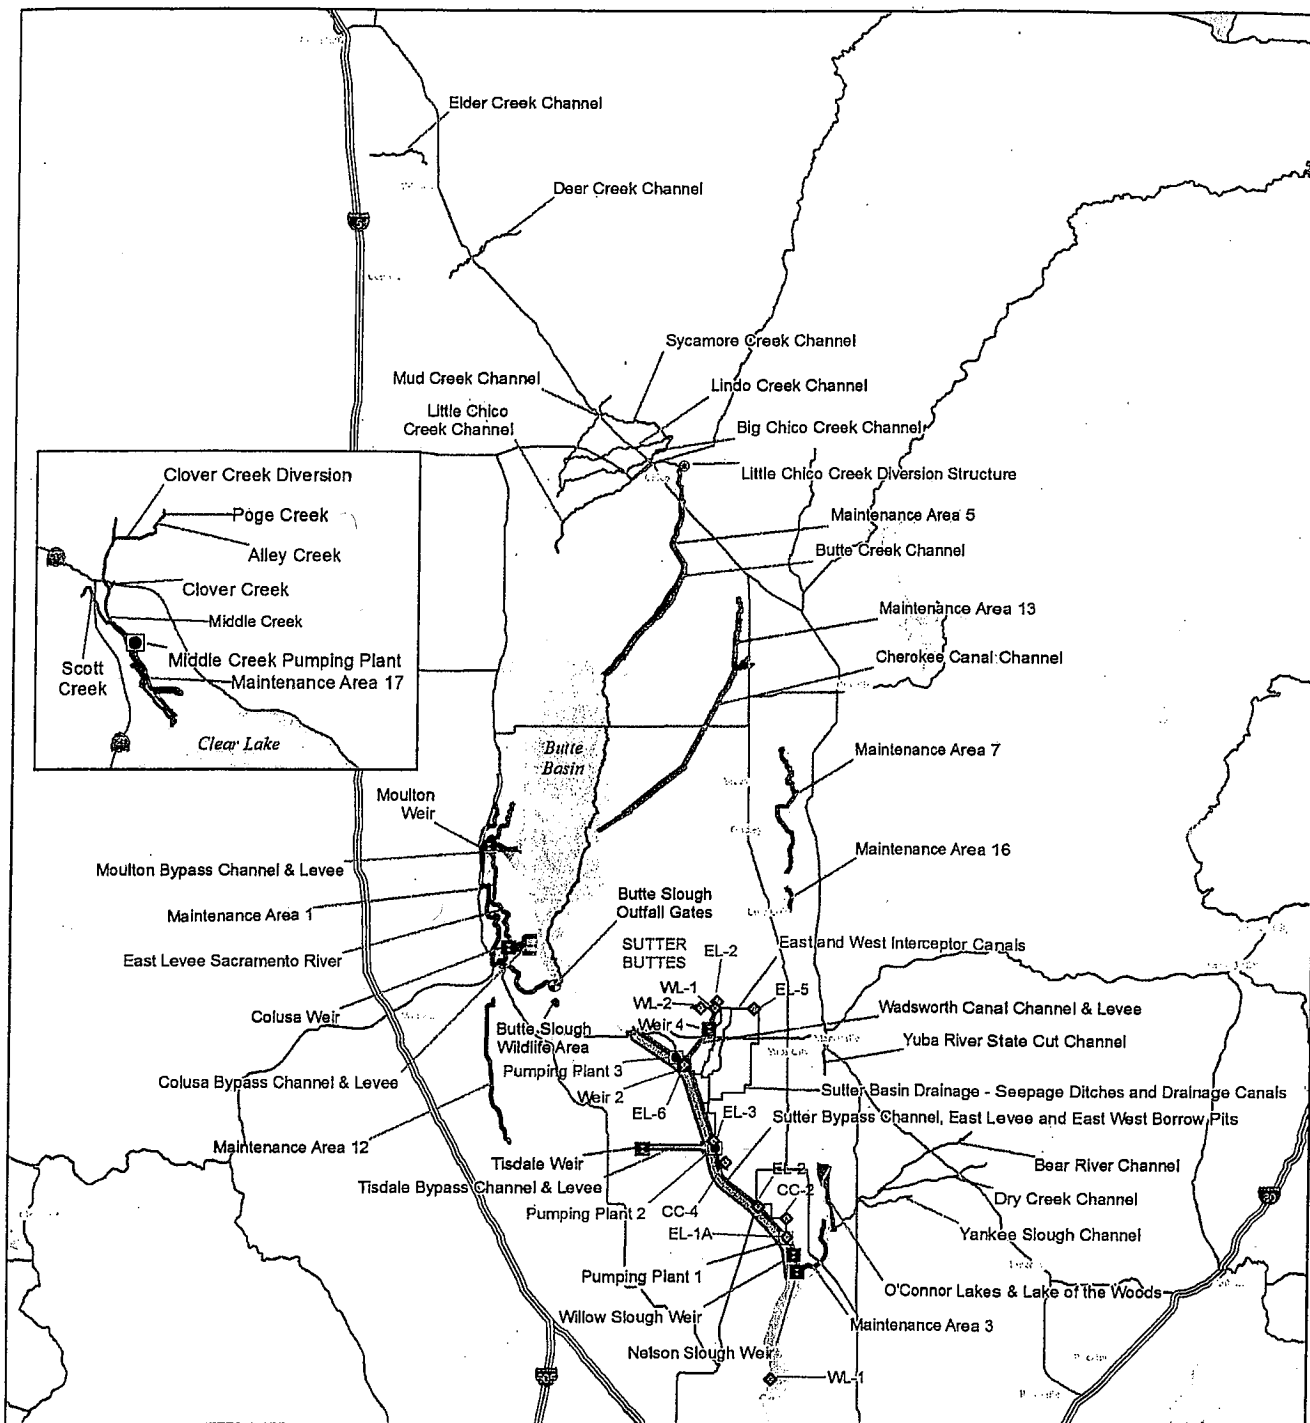 Elder Creek Channel
Deer Creek Channel
Sycamore Creek Channel
Mud Creek Channel
Lindo Creek Channel
Little Chico
Creek Channel
Big Chico Creek Channel
Little Chico Creek Diversion Structure
Maintenance Area 5
Butte Creek Channel
Maintenance Area 13
Cherokee Canal Channel
Clover Creek Diversion
Poge Creek
Alley Creek
Clover Creek
Middle Creek
Middle Creek Pumping Plant
Scott
Creek
Maintenance Area 17
Clear Lake
Butte
Basin
Maintenance Area 7
Moulton
Weir
Moulton Bypass Channel & Levee
Maintenance Area 16
Maintenance Area 1
Butte Slough
Outfall Gates
East Levee Sacramento River
SUTTER
BUTTES
EL-2
East and West Interceptor Canals
WL-1
WL-2
EL-5
Colusa Weir
Weir 4
Wadsworth Canal Channel & Levee
Butte Slough
Wildlife Area
Yuba River State Cut Channel
Pumping Plant 3
Colusa Bypass Channel & Levee
Weir 2
Sutter Basin Drainage - Seepage Ditches and Drainage Canals
EL-6
EL-3
Sutter Bypass Channel, East Levee and East West Borrow Pits
Maintenance Area 12
Tisdale Weir
EL-2
Bear River Channel
Tisdale Bypass Channel & Levee
CC-2
Dry Creek Channel
Pumping Plant 2
CC-4
EL-1A
Yankee Slough Channel
Pumping Plant 1
O'Connor Lakes & Lake of the Woods
Willow Slough Weir
Maintenance Area 3
Nelson Slough Weir
WL-1